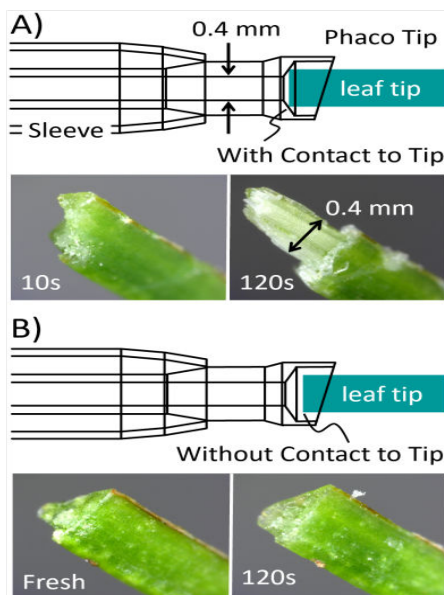 A)
0.4 mm
Phaco Tip
leaf tip
Sleeve
With Contact to Tip
10s
0.4 mm
120s
B)
leaf tip
Without Contact to Tip
Fresh
120s